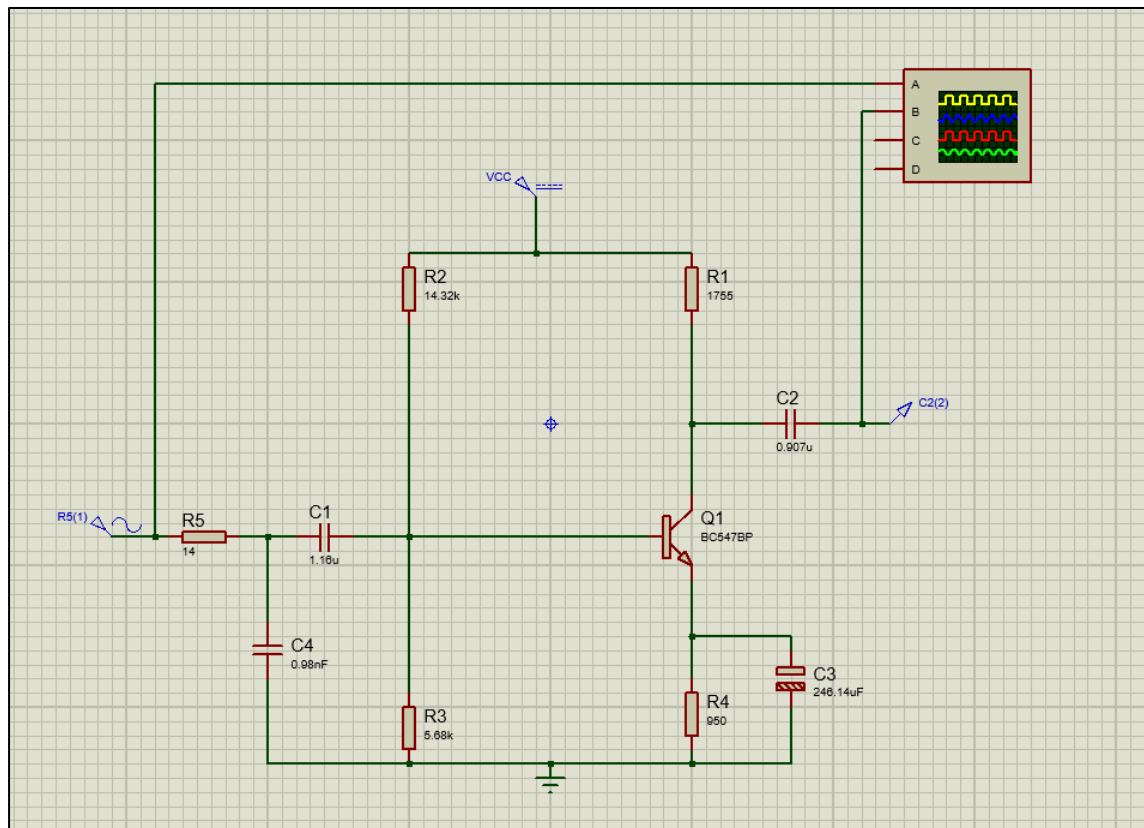 A
B
C
D
VCC
R2
14.32k
R1
1755
C2
0.907u
C2(2)
R5(1)
R5
14
C1
1.16u
Q1
BC547BP
C4
0.98nF
R3
5.68k
R4
950
C3
246.14uF